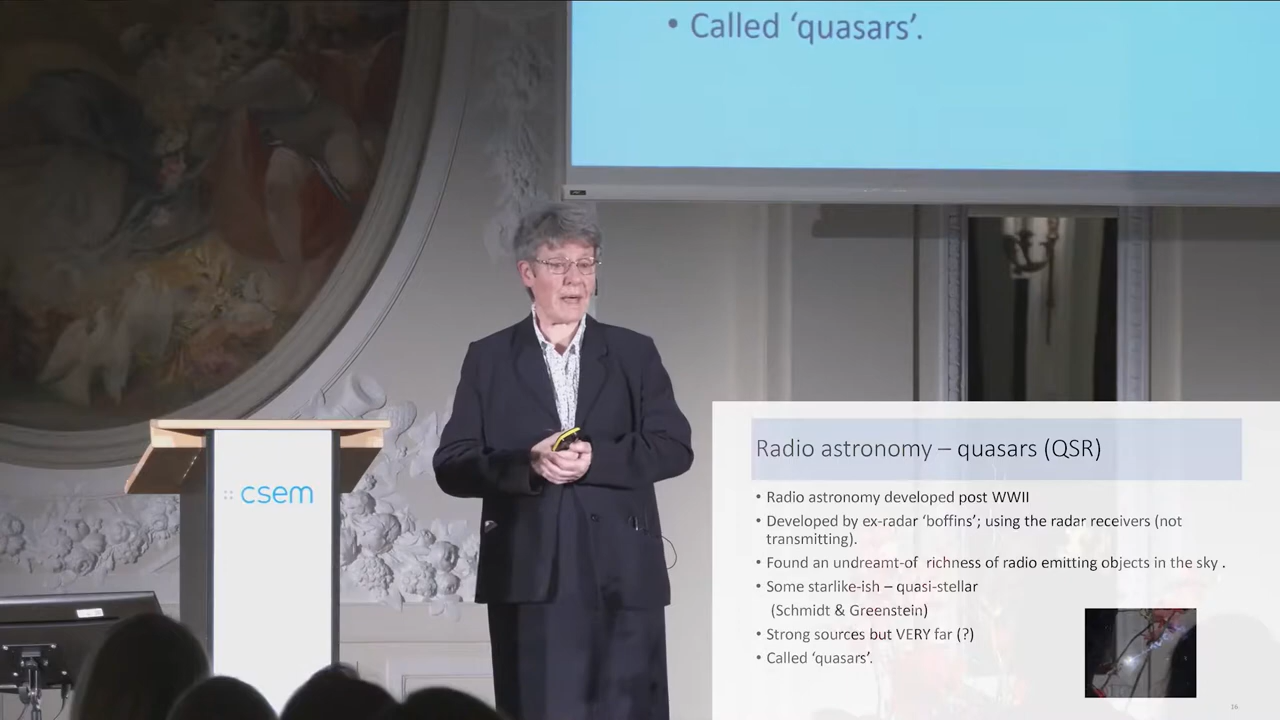 • Called ‘quasars’.
:: csem
Radio astronomy – quasars (QSR)
• Radio astronomy developed post WWII
• Developed by ex-radar ‘boffins’; using the radar receivers (not
transmitting).
• Found an undreamt-of  richness of radio emitting objects in the sky .
• Some starlike-ish – quasi-stellar
(Schmidt & Greenstein)
• Strong sources but VERY far (?)
• Called ‘quasars’.
16